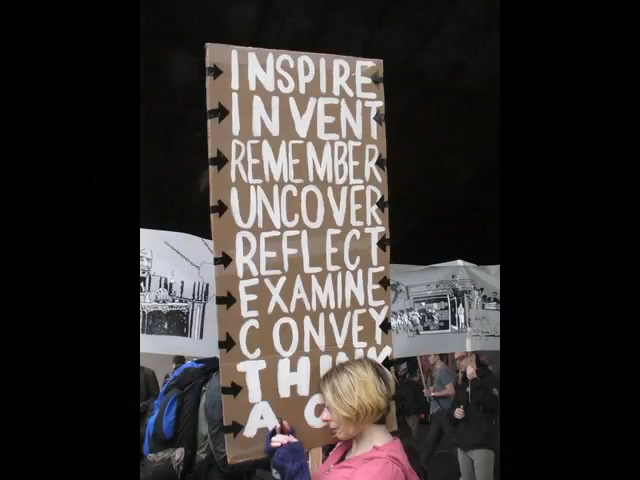 INSPIRE
INVENT
REMEMBER
UNCOVER
REFLECT
EXAMINE
CONVEY
THINK